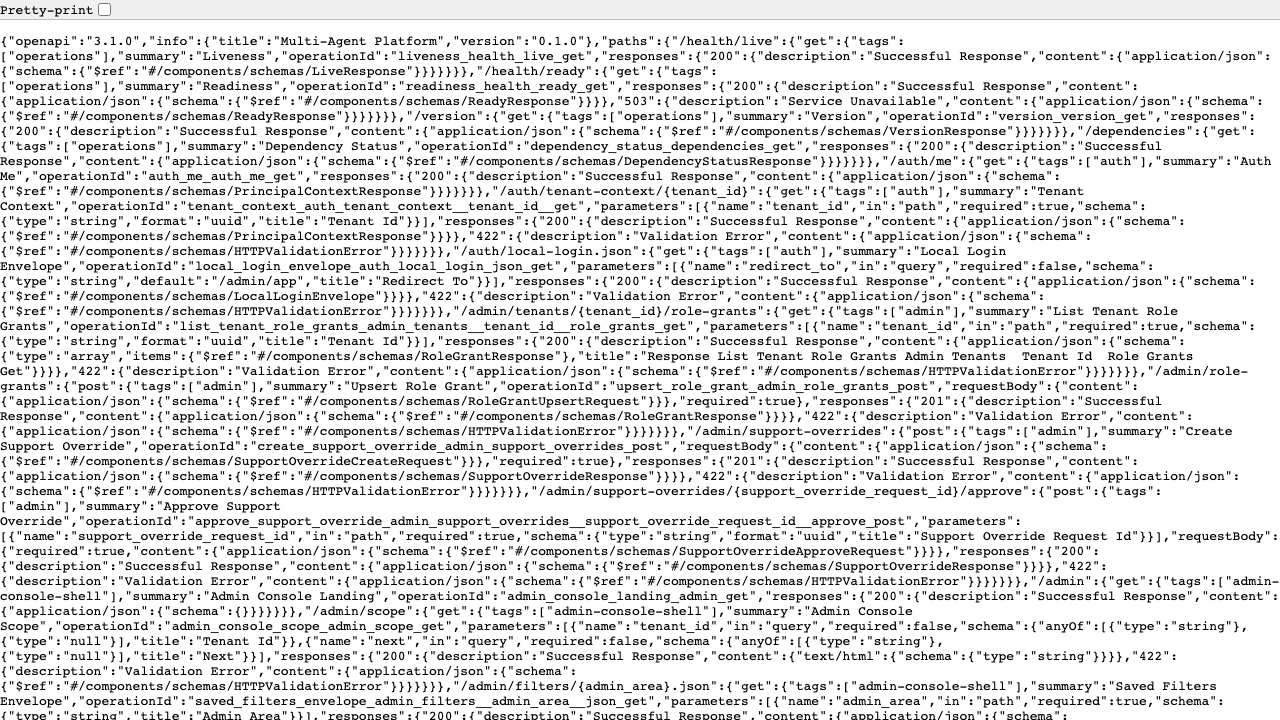 Pretty-print
{"openapi":"3.1.0","info":{"title":"Multi-Agent Platform","version":"0.1.0"},"paths":{"/health/live":{"get":{"tags":
["operations"],"summary":"Liveness","operationId":"liveness_health_live_get","responses":{"200":{"description":"Successful Response","content":{"application/json":
{"schema":{"$ref":"#/components/schemas/LiveResponse"}}}}}}},"/health/ready":{"get":{"tags":
["operations"],"summary":"Readiness","operationId":"readiness_health_ready_get","responses":{"200":{"description":"Successful Response","content":
{"application/json":{"schema":{"$ref":"#/components/schemas/ReadyResponse"}}}},"503":{"description":"Service Unavailable","content":{"application/json":{"schema":
{"$ref":"#/components/schemas/ReadyResponse"}}}}}}},"/version":{"get":{"tags":["operations"],"summary":"Version","operationId":"version_version_get","responses":
{"200":{"description":"Successful Response","content":{"application/json":{"schema":{"$ref":"#/components/schemas/VersionResponse"}}}}}}},"/dependencies":{"get":
{"tags":["operations"],"summary":"Dependency Status","operationId":"dependency_status_dependencies_get","responses":{"200":{"description":"Successful
Response","content":{"application/json":{"schema":{"$ref":"#/components/schemas/DependencyStatusResponse"}}}}}}},"/auth/me":{"get":{"tags":["auth"],"summary":"Auth
Me","operationId":"auth_me_auth_me_get","responses":{"200":{"description":"Successful Response","content":{"application/json":{"schema":
{"$ref":"#/components/schemas/PrincipalContextResponse"}}}}}}},"/auth/tenant-context/{tenant_id}":{"get":{"tags":["auth"],"summary":"Tenant
Context","operationId":"tenant_context_auth_tenant_context__tenant_id__get","parameters":[{"name":"tenant_id","in":"path","required":true,"schema":
{"type":"string","format":"uuid","title":"Tenant Id"}}],"responses":{"200":{"description":"Successful Response","content":{"application/json":{"schema":
{"$ref":"#/components/schemas/PrincipalContextResponse"}}}},"422":{"description":"Validation Error","content":{"application/json":{"schema":
{"$ref":"#/components/schemas/HTTPValidationError"}}}}}}},"/auth/local-login.json":{"get":{"tags":["auth"],"summary":"Local Login
Envelope","operationId":"local_login_envelope_auth_local_login_json_get","parameters":[{"name":"redirect_to","in":"query","required":false,"schema":
{"type":"string","default":"/admin/app","title":"Redirect To"}}],"responses":{"200":{"description":"Successful Response","content":{"application/json":{"schema":
{"$ref":"#/components/schemas/LocalLoginEnvelope"}}}},"422":{"description":"Validation Error","content":{"application/json":{"schema":
{"$ref":"#/components/schemas/HTTPValidationError"}}}}}}},"/admin/tenants/{tenant_id}/role-grants":{"get":{"tags":["admin"],"summary":"List Tenant Role
Grants","operationId":"list_tenant_role_grants_admin_tenants__tenant_id__role_grants_get","parameters":[{"name":"tenant_id","in":"path","required":true,"schema":
{"type":"string","format":"uuid","title":"Tenant Id"}}],"responses":{"200":{"description":"Successful Response","content":{"application/json":{"schema":
{"type":"array","items":{"$ref":"#/components/schemas/RoleGrantResponse"},"title":"Response List Tenant Role Grants Admin Tenants  Tenant Id  Role Grants
Get"}}}},"422":{"description":"Validation Error","content":{"application/json":{"schema":{"$ref":"#/components/schemas/HTTPValidationError"}}}}}}},"/admin/role-
grants":{"post":{"tags":["admin"],"summary":"Upsert Role Grant","operationId":"upsert_role_grant_admin_role_grants_post","requestBody":{"content":
{"application/json":{"schema":{"$ref":"#/components/schemas/RoleGrantUpsertRequest"}}},"required":true},"responses":{"201":{"description":"Successful
Response","content":{"application/json":{"schema":{"$ref":"#/components/schemas/RoleGrantResponse"}}}},"422":{"description":"Validation Error","content":
{"application/json":{"schema":{"$ref":"#/components/schemas/HTTPValidationError"}}}}}}},"/admin/support-overrides":{"post":{"tags":["admin"],"summary":"Create
Support Override","operationId":"create_support_override_admin_support_overrides_post","requestBody":{"content":{"application/json":{"schema":
{"$ref":"#/components/schemas/SupportOverrideCreateRequest"}}},"required":true},"responses":{"201":{"description":"Successful Response","content":
{"application/json":{"schema":{"$ref":"#/components/schemas/SupportOverrideResponse"}}}},"422":{"description":"Validation Error","content":{"application/json":
{"schema":{"$ref":"#/components/schemas/HTTPValidationError"}}}}}}},"/admin/support-overrides/{support_override_request_id}/approve":{"post":{"tags":
["admin"],"summary":"Approve Support
Override","operationId":"approve_support_override_admin_support_overrides__support_override_request_id__approve_post","parameters":
[{"name":"support_override_request_id","in":"path","required":true,"schema":{"type":"string","format":"uuid","title":"Support Override Request Id"}}],"requestBody":
{"required":true,"content":{"application/json":{"schema":{"$ref":"#/components/schemas/SupportOverrideApproveRequest"}}}},"responses":{"200":
{"description":"Successful Response","content":{"application/json":{"schema":{"$ref":"#/components/schemas/SupportOverrideResponse"}}}},"422":
{"description":"Validation Error","content":{"application/json":{"schema":{"$ref":"#/components/schemas/HTTPValidationError"}}}}}}},"/admin":{"get":{"tags":["admin-
console-shell"],"summary":"Admin Console Landing","operationId":"admin_console_landing_admin_get","responses":{"200":{"description":"Successful Response","content":
{"application/json":{"schema":{}}}}}}},"/admin/scope":{"get":{"tags":["admin-console-shell"],"summary":"Admin Console
Scope","operationId":"admin_console_scope_admin_scope_get","parameters":[{"name":"tenant_id","in":"query","required":false,"schema":{"anyOf":[{"type":"string"},
{"type":"null"}],"title":"Tenant Id"}},{"name":"next","in":"query","required":false,"schema":{"anyOf":[{"type":"string"},
{"type":"null"}],"title":"Next"}}],"responses":{"200":{"description":"Successful Response","content":{"text/html":{"schema":{"type":"string"}}}},"422":
{"description":"Validation Error","content":{"application/json":{"schema":
{"$ref":"#/components/schemas/HTTPValidationError"}}}}}}},"/admin/filters/{admin_area}.json":{"get":{"tags":["admin-console-shell"],"summary":"Saved Filters
Envelope","operationId":"saved_filters_envelope_admin_filters__admin_area__json_get","parameters":[{"name":"admin_area","in":"path","required":true,"schema":
{"type":"string","title":"Admin Area"}}],"responses":{"200":{"description":"Successful Response","content":{"application/json":{"schema":